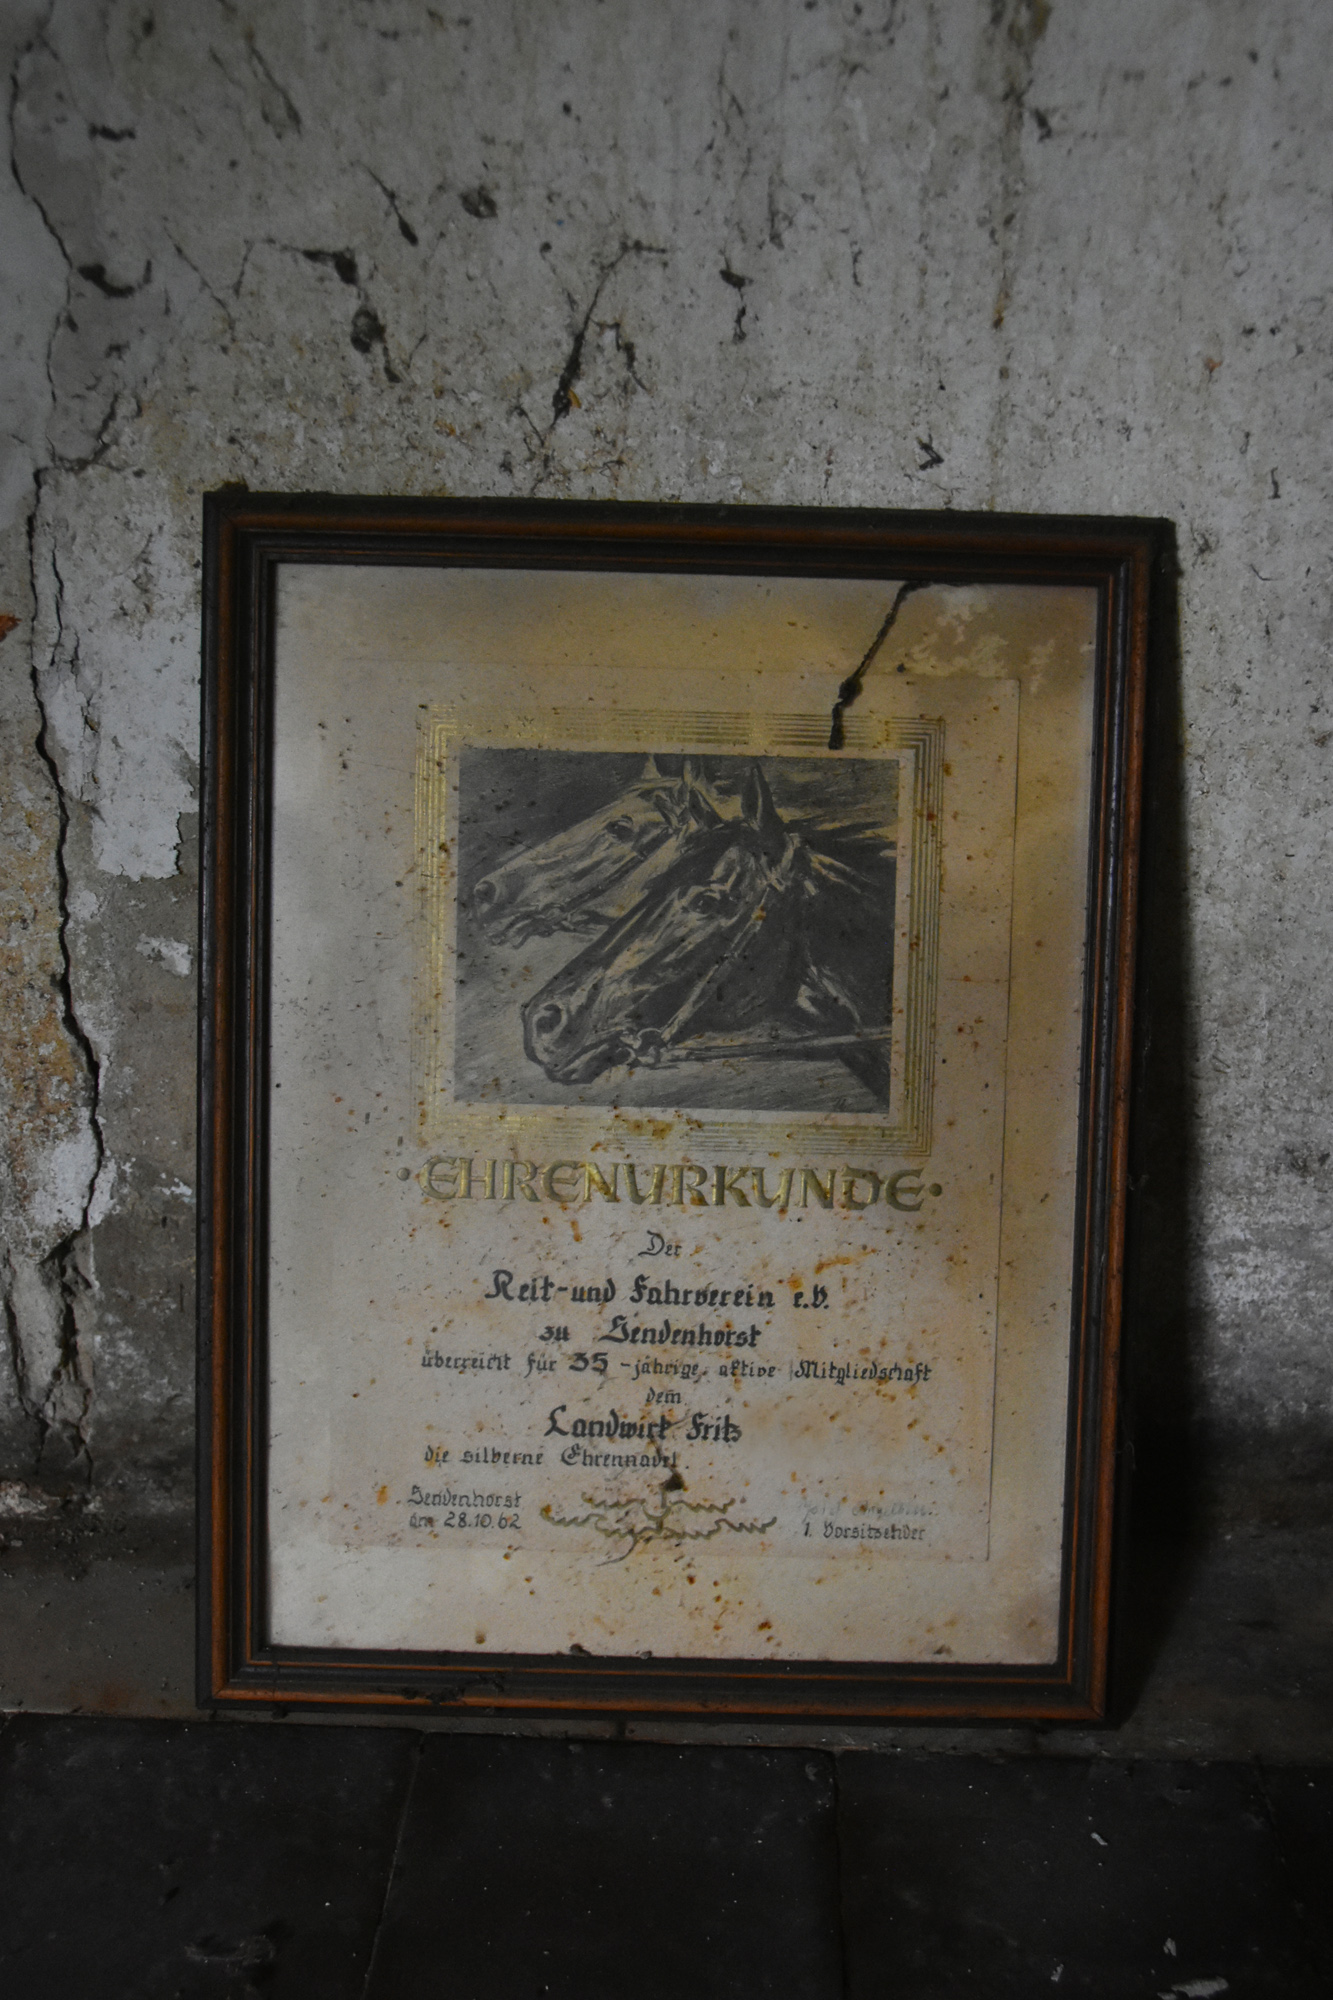 • EHRENURKUNDE •
Der
Reit-und Fahrverein e.V.
zu Sendenhorst
überreicht für 35-jährige, aktive Mitgliedschaft
dem
Landwirt Fritz
die silberne Ehrennadel.
Sendenhorst
den 28.10.62
1. Vorsitzender